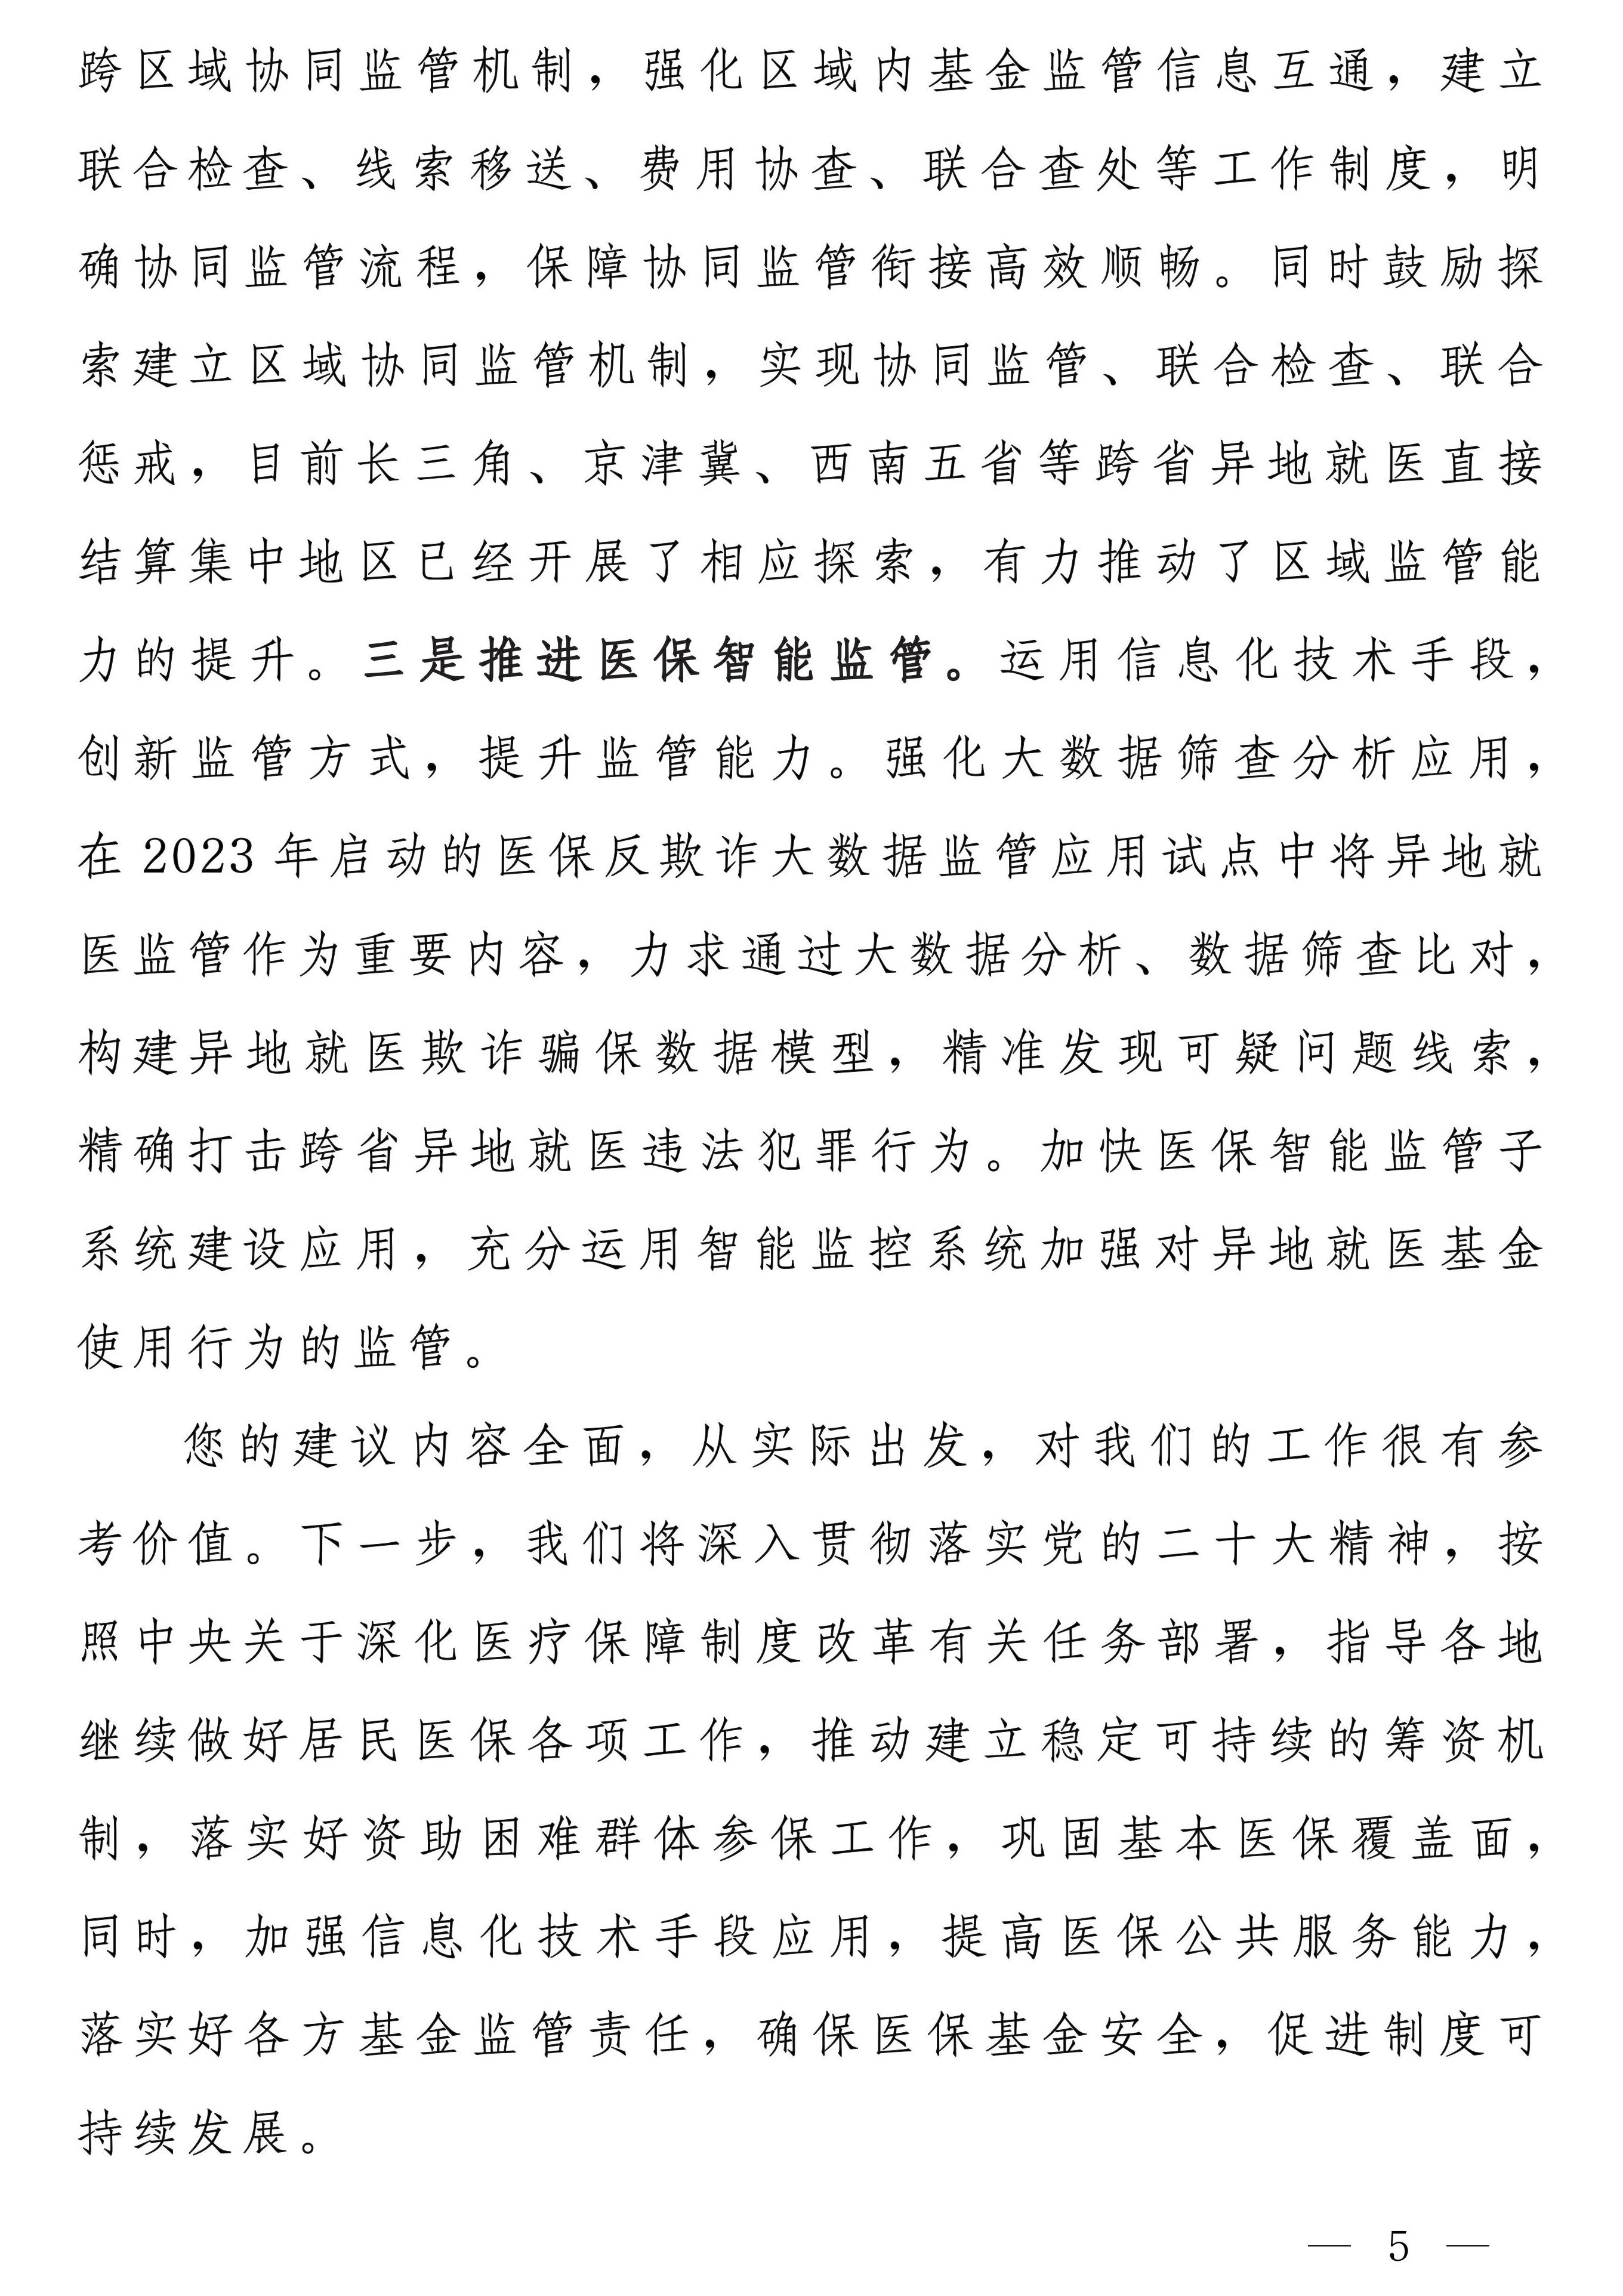 跨区域协同监管机制，强化区域内基金监管信息互通，建立
联合检查、线索移送、费用协查、联合查处等工作制度，明
确协同监管流程，保障协同监管衔接高效顺畅。同时鼓励探
索建立区域协同监管机制，实现协同监管、联合检查、联合
惩戒，目前长三角、京津冀、西南五省等跨省异地就医直接
结算集中地区已经开展了相应探索，有力推动了区域监管能
力的提升。三是推进医保智能监管。运用信息化技术手段，
创新监管方式，提升监管能力。强化大数据筛查分析应用，
在 2023 年启动的医保反欺诈大数据监管应用试点中将异地就
医监管作为重要内容，力求通过大数据分析、数据筛查比对，
构建异地就医欺诈骗保数据模型，精准发现可疑问题线索，
精确打击跨省异地就医违法犯罪行为。加快医保智能监管子
系统建设应用，充分运用智能监控系统加强对异地就医基金
使用行为的监管。
您的建议内容全面，从实际出发，对我们的工作很有参
考价值。下一步，我们将深入贯彻落实党的二十大精神，按
照中央关于深化医疗保障制度改革有关任务部署，指导各地
继续做好居民医保各项工作，推动建立稳定可持续的筹资机
制，落实好资助困难群体参保工作，巩固基本医保覆盖面，
同时，加强信息化技术手段应用，提高医保公共服务能力，
落实好各方基金监管责任，确保医保基金安全，促进制度可
持续发展。
— 5 —